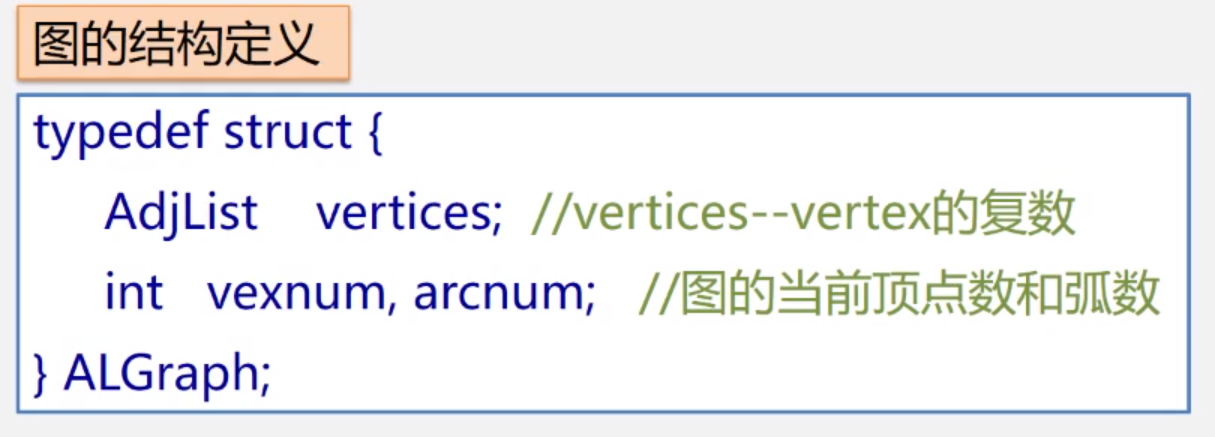 图的结构定义
typedef struct {
AdjList vertices; //vertices--vertex的复数
int vexnum, arcnum; //图的当前顶点数和弧数
} ALGraph;